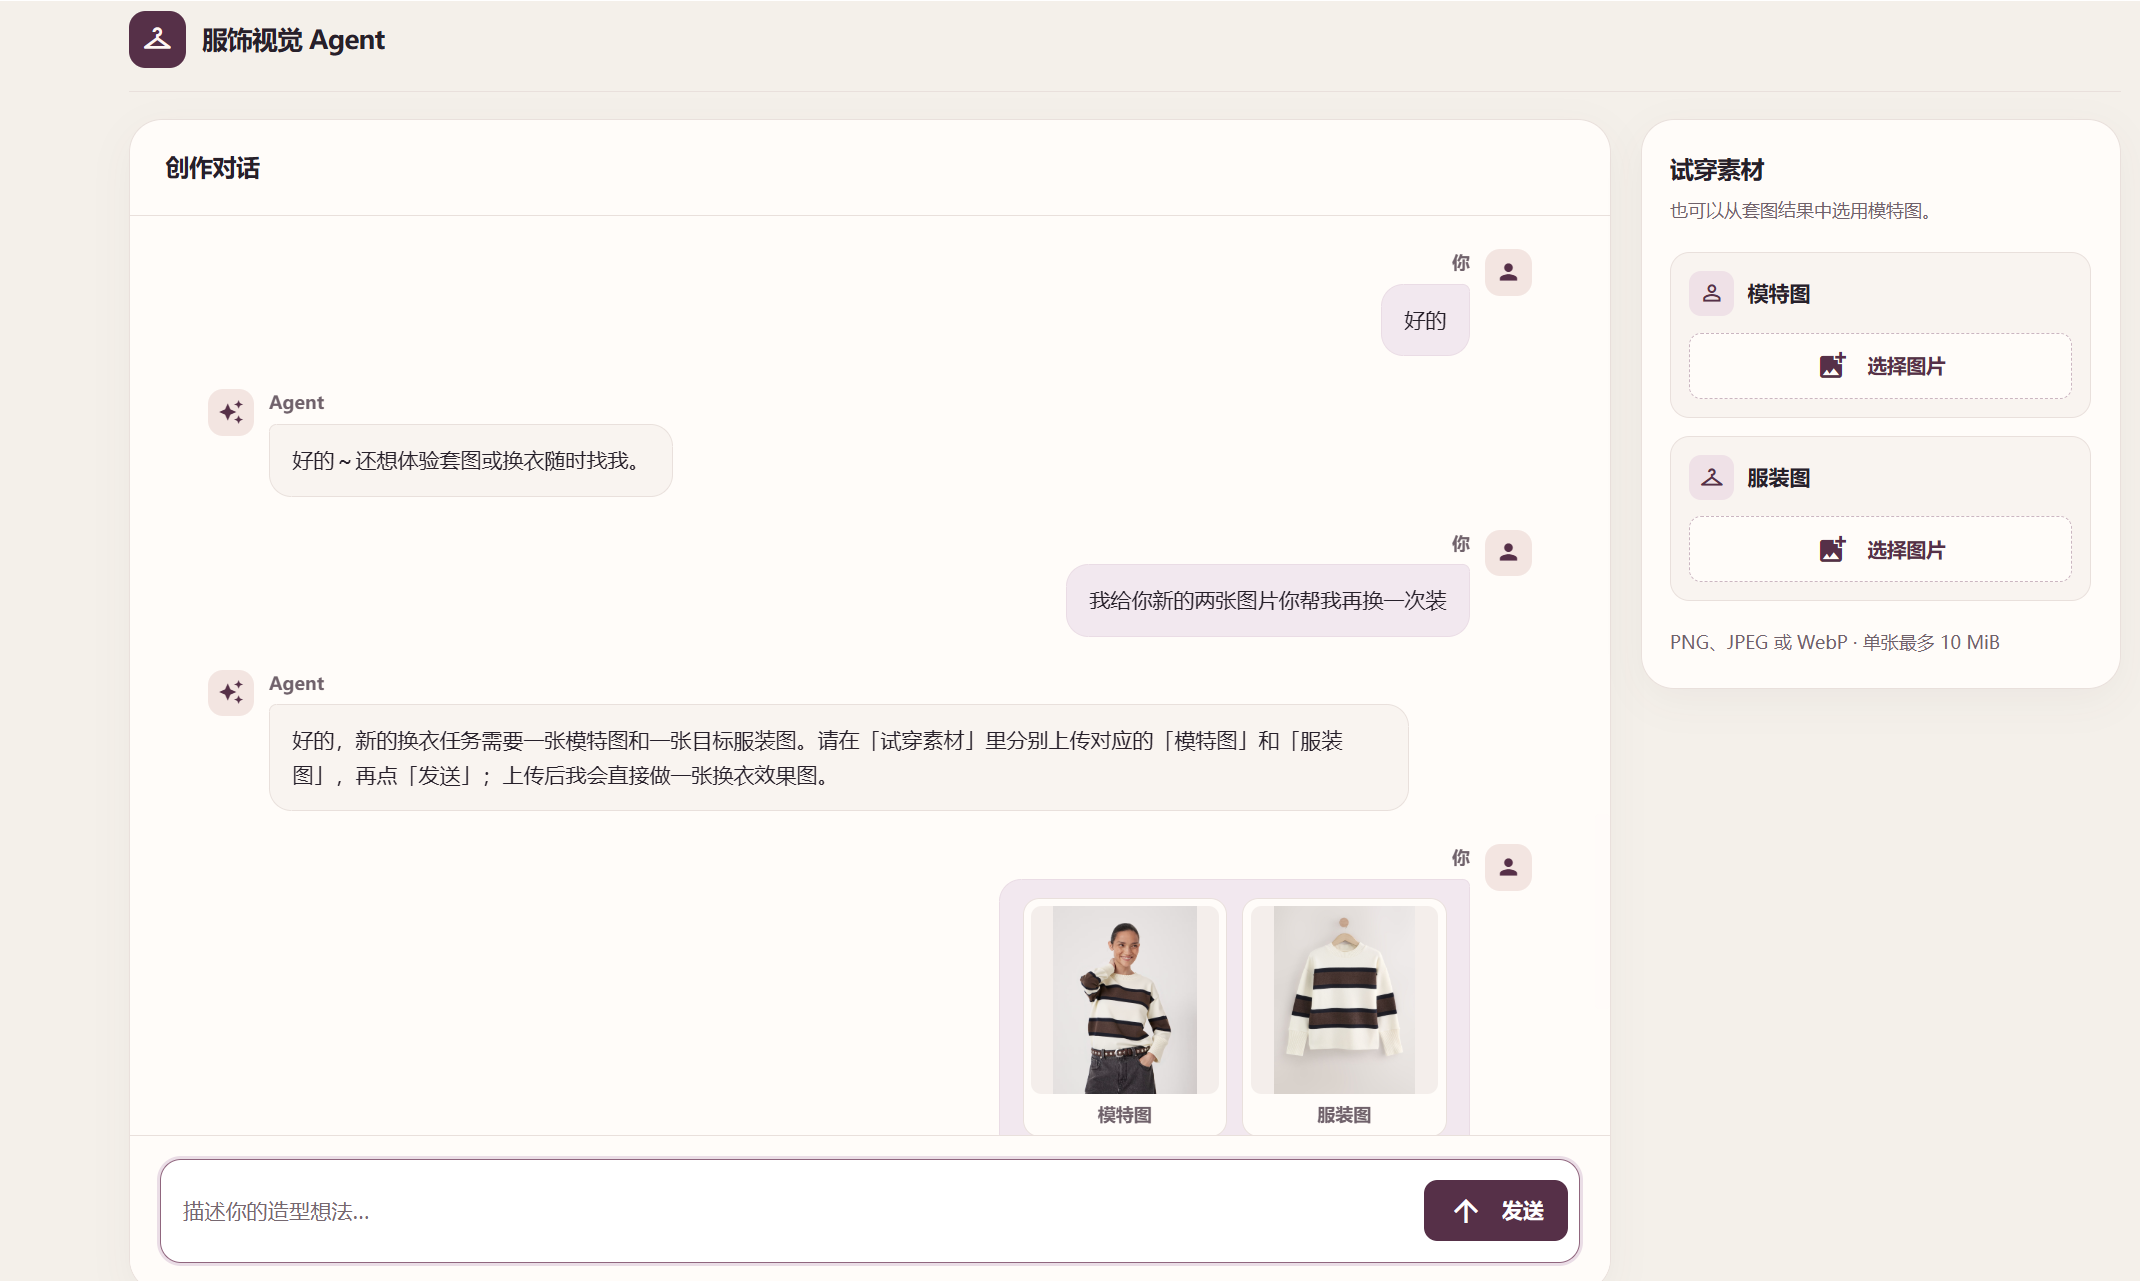 服饰视觉 Agent
创作对话
你
好的
Agent
好的～还想体验套图或换衣随时找我。
你
我给你新的两张图片你帮我再换一次装
Agent
好的，新的换衣任务需要一张模特图和一张目标服装图。请在「试穿素材」里分别上传对应的「模特图」和「服装
图」，再点「发送」；上传后我会直接做一张换衣效果图。
你
模特图
服装图
描述你的造型想法...
发送
试穿素材
也可以从套图结果中选用模特图。
模特图
选择图片
服装图
选择图片
PNG、JPEG 或 WebP · 单张最多 10 MiB